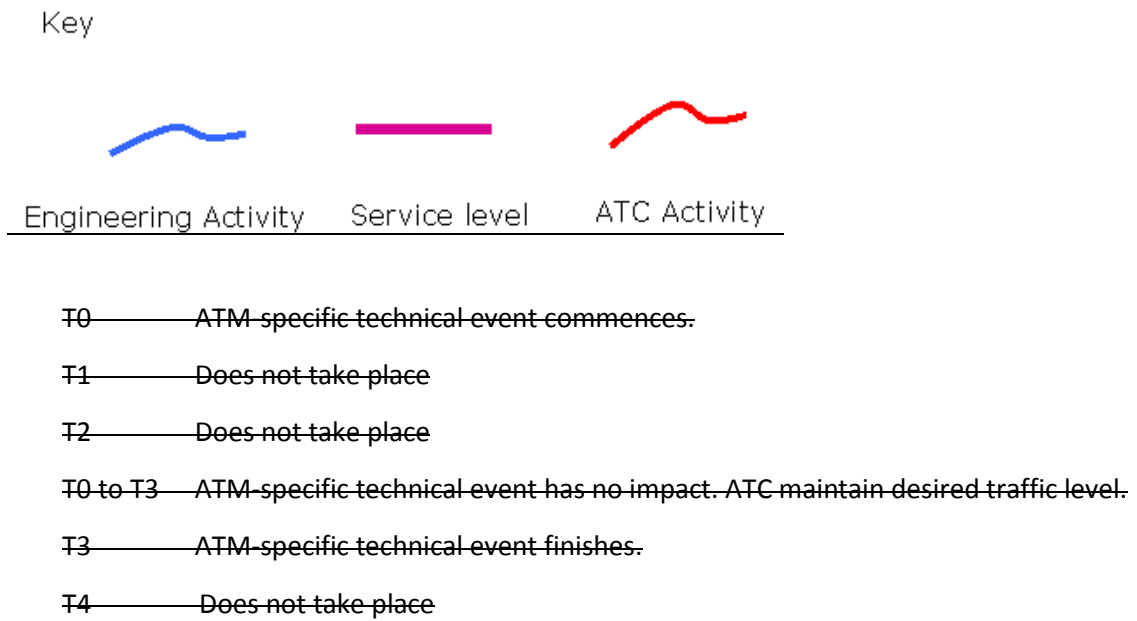 Key
Engineering Activity Service level ATC Activity
T0 ATM-specific technical event commences.
T1 Does not take place
T2 Does not take place
T0 to T3 ATM-specific technical event has no impact. ATC maintain desired traffic level.
T3 ATM-specific technical event finishes.
T4 Does not take place